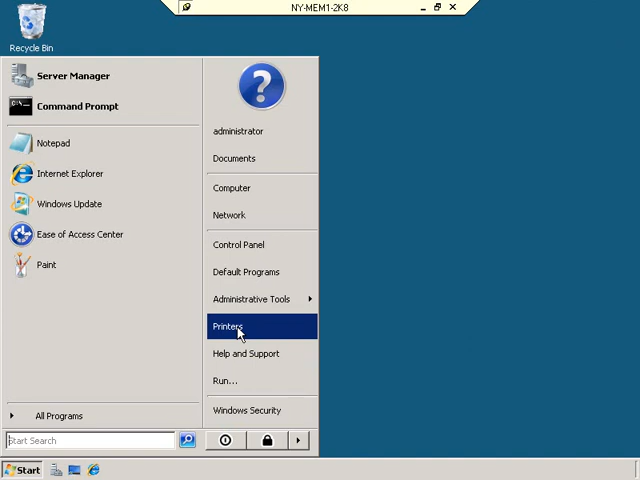 NY-MEM1-2K8
Recycle Bin
Server Manager
Command Prompt
Notepad
Internet Explorer
Windows Update
Ease of Access Center
Paint
All Programs
Start Search
administrator
Documents
Computer
Network
Control Panel
Default Programs
Administrative Tools
Printers
Help and Support
Run...
Windows Security
Start